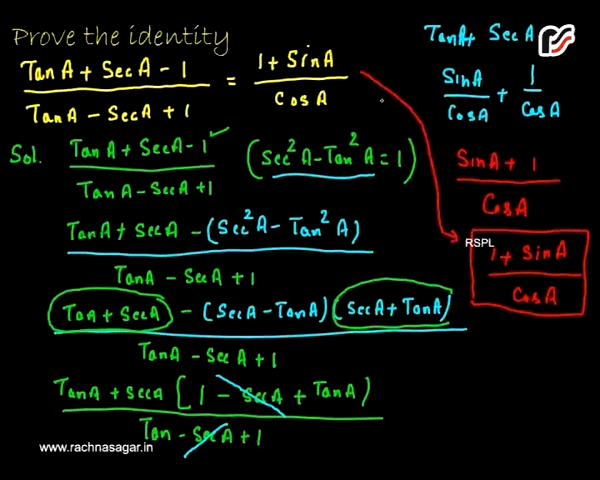 Prove the identity
TanA + SecA - 1 / TanA - SecA + 1 = 1 + SinA / CosA
Sol. TanA + SecA - 1 / TanA - SecA + 1 (Sec²A - Tan²A = 1)
TanA + SecA - (Sec²A - Tan²A) / TanA - SecA + 1
TaA + SecA - (SecA - TanA) (SecA + TanA) / TanA - SecA + 1
TanA + SecA [1 - SecA + TanA) / Tan - SecA + 1
www.rachnasagar.in
TanA + SecA
SinA / CosA + 1 / CosA
SinA + 1 / CosA
RSPL
1 + SinA / CosA